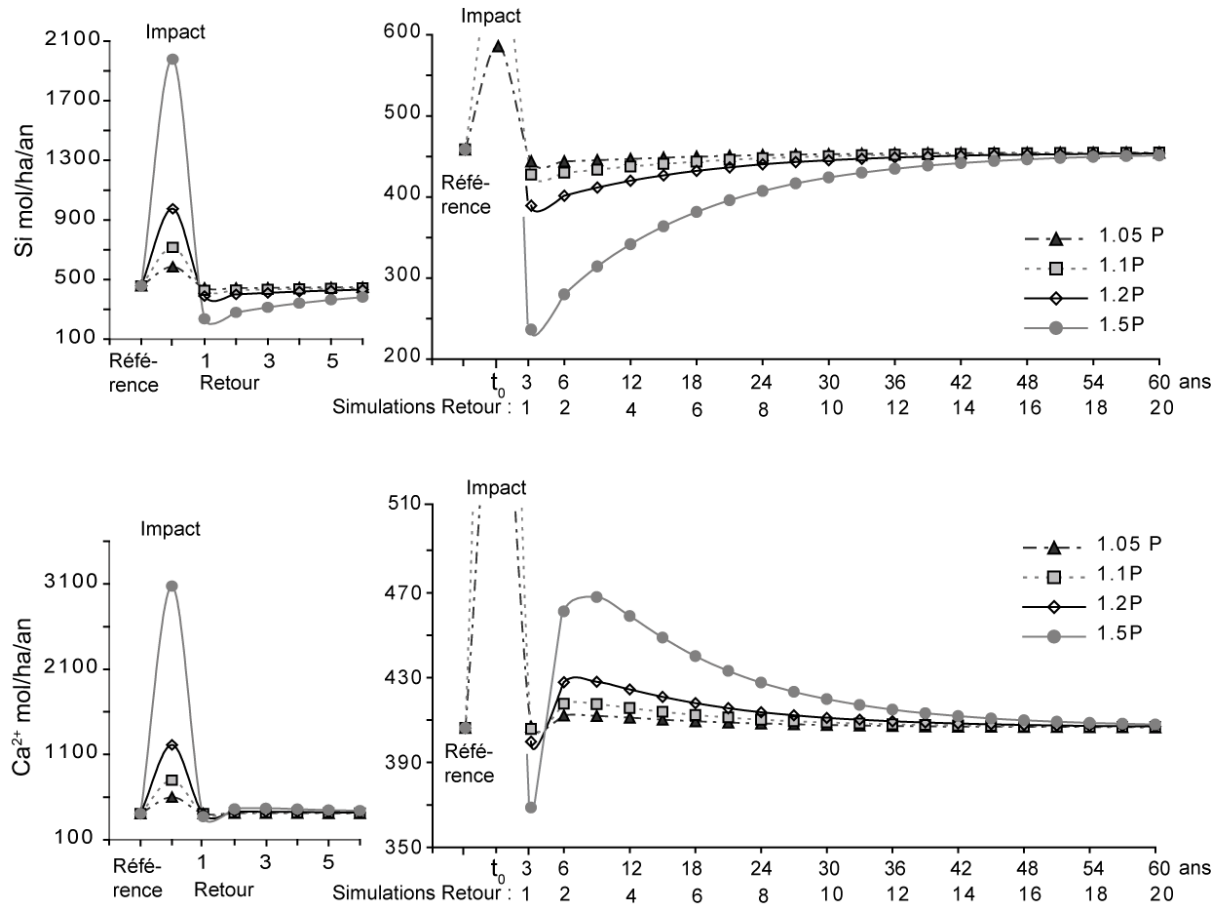 Impact
2100
1700
1300
900
500
100
Si mol/ha/an
Référence
1 3 5
Retour
Impact
600
500
400
300
200
Référence
1.05 P
1.1P
1.2P
1.5P
t0 3 6 12 18 24 30 36 42 48 54 60 ans
Simulations Retour : 1 2 4 6 8 10 12 14 16 18 20
Impact
3100
2100
1100
100
Ca²⁺ mol/ha/an
Réfé-
rence
1 3 5
Retour
Impact
510
470
430
390
350
Réfé-
rence
1.05 P
1.1P
1.2P
1.5P
t0 3 6 12 18 24 30 36 42 48 54 60 ans
Simulations Retour : 1 2 4 6 8 10 12 14 16 18 20